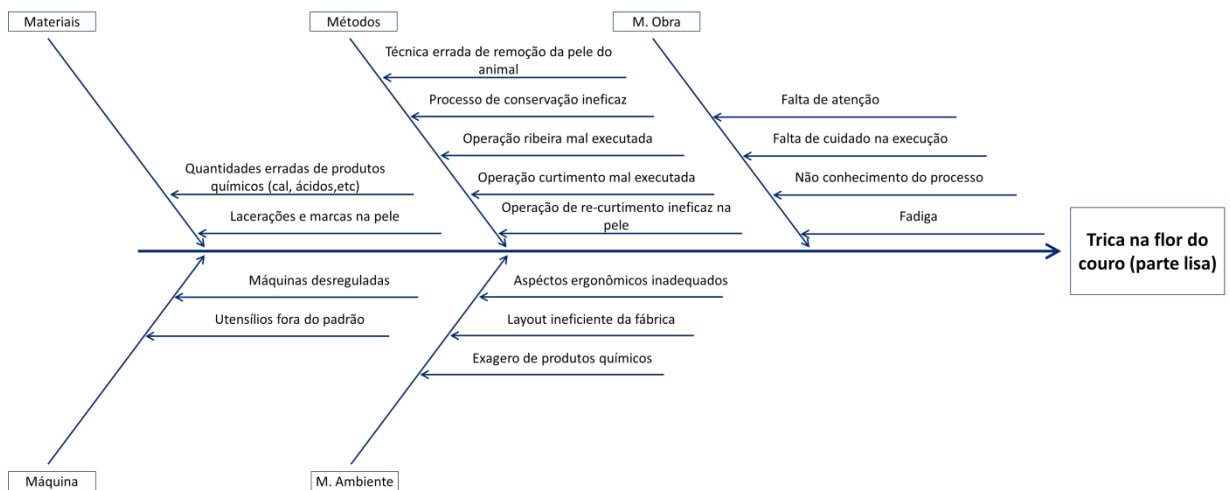 Materiais
Métodos
M. Obra
Técnica errada de remoção da pele do
animal
Processo de conservação ineficaz
Operação ribeira mal executada
Quantidades erradas de produtos
químicos (cal, ácidos,etc)
Operação curtimento mal executada
Lacerações e marcas na pele
Operação de re-curtimento ineficaz na
pele
Falta de atenção
Falta de cuidado na execução
Não conhecimento do processo
Fadiga
Trica na flor do
couro (parte lisa)
Máquinas desreguladas
Utensílios fora do padrão
Aspéctos ergonômicos inadequados
Layout ineficiente da fábrica
Exagero de produtos químicos
Máquina
M. Ambiente